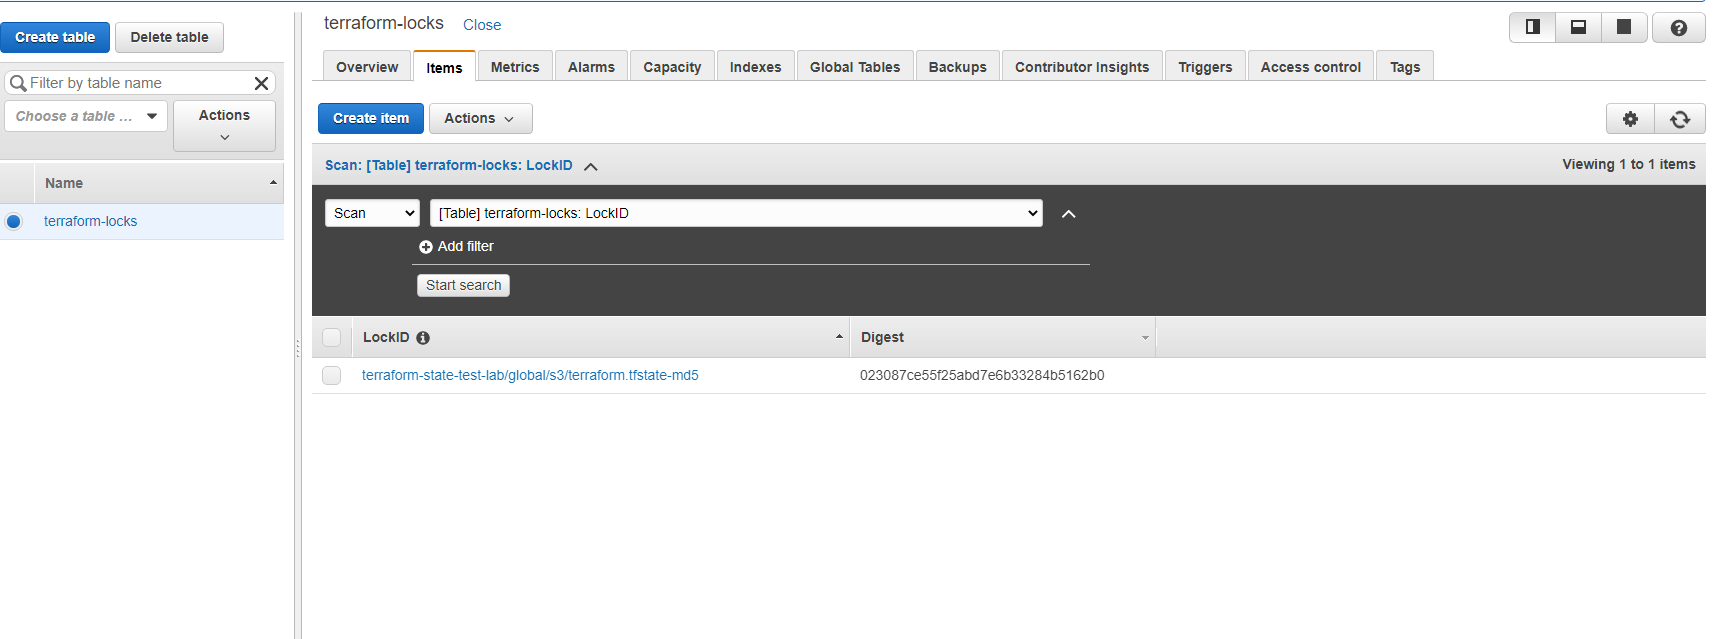 Create table
Delete table
Filter by table name
Choose a table ...
Actions
Name
terraform-locks
terraform-locks
Close
Overview
Items
Metrics
Alarms
Capacity
Indexes
Global Tables
Backups
Contributor Insights
Triggers
Access control
Tags
Create item
Actions
Scan: [Table] terraform-locks: LockID
Viewing 1 to 1 items
Scan
[Table] terraform-locks: LockID
Add filter
Start search
LockID
Digest
terraform-state-test-lab/global/s3/terraform.tfstate-md5
023087ce55f25abd7e6b33284b5162b0